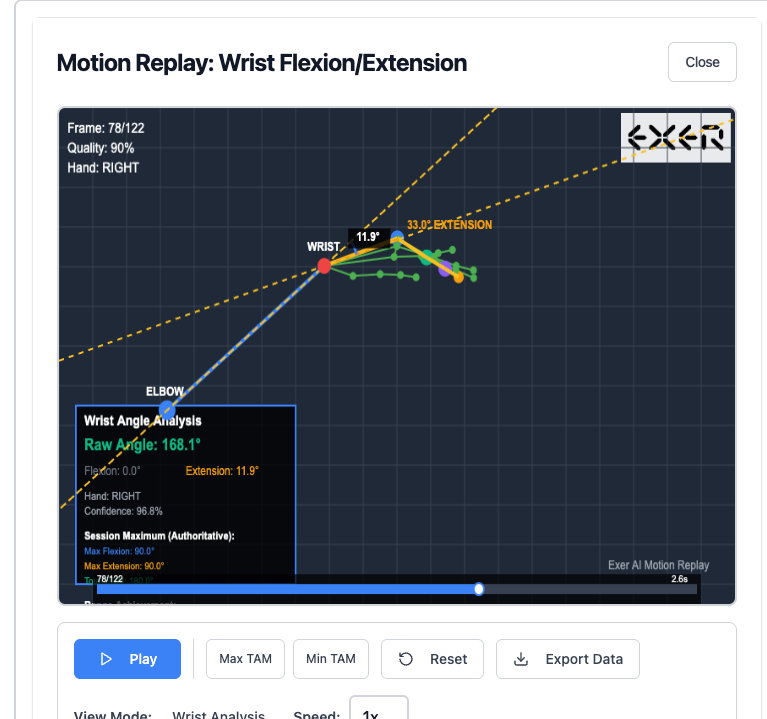 Motion Replay: Wrist Flexion/Extension
Close
Frame: 78/122
Quality: 90%
Hand: RIGHT
EXER
33.0° EXTENSION
11.9°
WRIST
ELBOW
Wrist Angle Analysis
Raw Angle: 168.1°
Flexion: 0.0°
Extension: 11.9°
Hand: RIGHT
Confidence: 96.8%
Session Maximum (Authoritative):
Max Flexion: 90.0°
Max Extension: 90.0°
Exer AI Motion Replay
To
180.0°
78/122
2.6s
Play
Max TAM
Min TAM
Reset
Export Data
View Mode:
Wrist Analysis
Speed:
1x